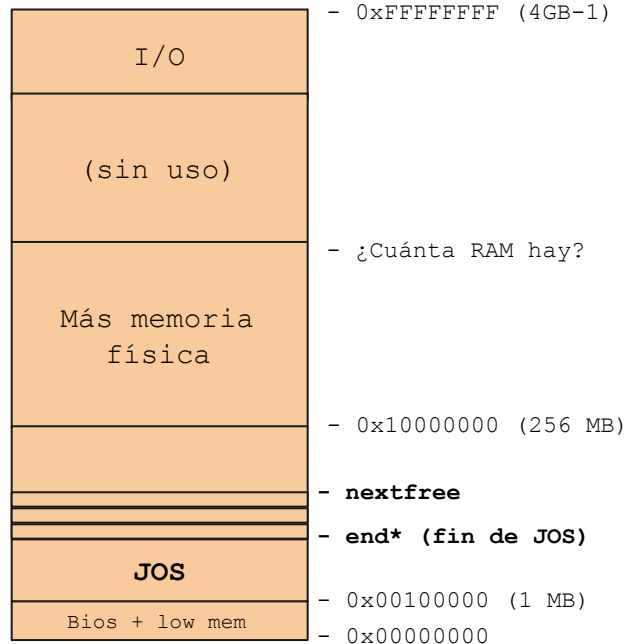 - 0xFFFFFFFF (4GB-1)
I/O
(sin uso)
- ¿Cuánta RAM hay?
Más memoria
física
- 0x10000000 (256 MB)
- nextfree
- end* (fin de JOS)
JOS
- 0x00100000 (1 MB)
Bios + low mem
- 0x00000000